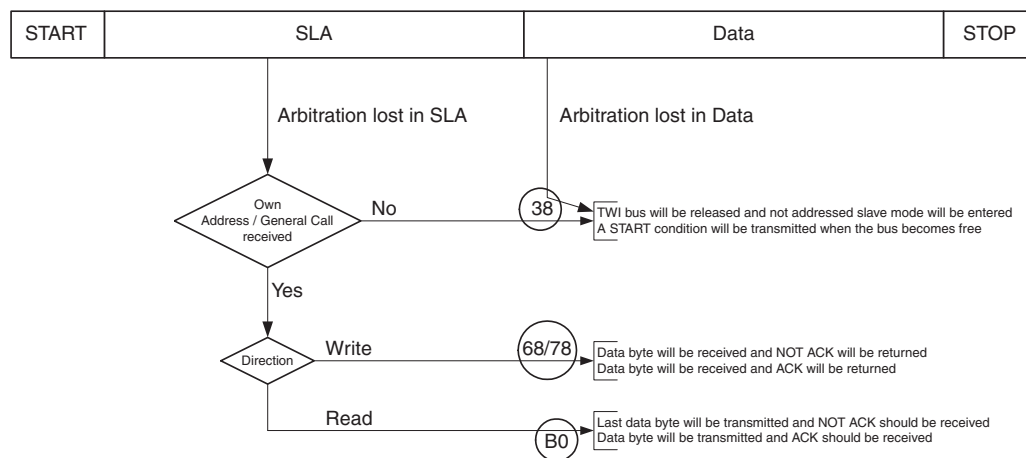 START SLA Data STOP
Arbitration lost in SLA Arbitration lost in Data
Own
Address / General Call
received
No
38
TWI bus will be released and not addressed slave mode will be entered
A START condition will be transmitted when the bus becomes free
Yes
Direction
Write
68/78
Data byte will be received and NOT ACK will be returned
Data byte will be received and ACK will be returned
Read
B0
Last data byte will be transmitted and NOT ACK should be received
Data byte will be transmitted and ACK should be received